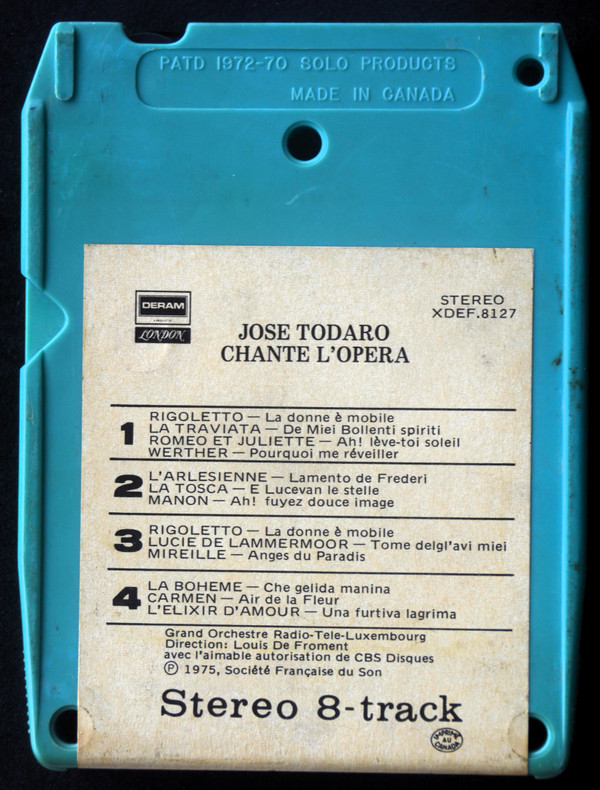 PATD 1972-70 SOLO PRODUCTS
MADE IN CANADA
DERAM
LONDON
STEREO
XDEF.8127
JOSE TODARO
CHANTE L'OPERA
1
RIGOLETTO — La donne è mobile
LA TRAVIATA — De Miei Bollenti spiriti
ROMEO ET JULIETTE — Ah! lève-toi soleil
WERTHER — Pourquoi me réveiller
2
L'ARLESIENNE — Lamento de Frederi
LA TOSCA — E Lucevan le stelle
MANON — Ah! fuyez douce image
3
RIGOLETTO — La donne è mobile
LUCIE DE LAMMERMOOR — Tome delgl'avi miei
MIREILLE — Anges du Paradis
4
LA BOHEME — Che gelida manina
CARMEN — Air de la Fleur
L'ELIXIR D'AMOUR — Una furtiva lagrima
Grand Orchestre Radio-Tele-Luxembourg
Direction: Louis De Froment
avec l'aimable autorisation de CBS Disques
Ⓟ 1975, Société Française du Son
Stereo 8-track
IMPRIMÉ
AU
CANADA